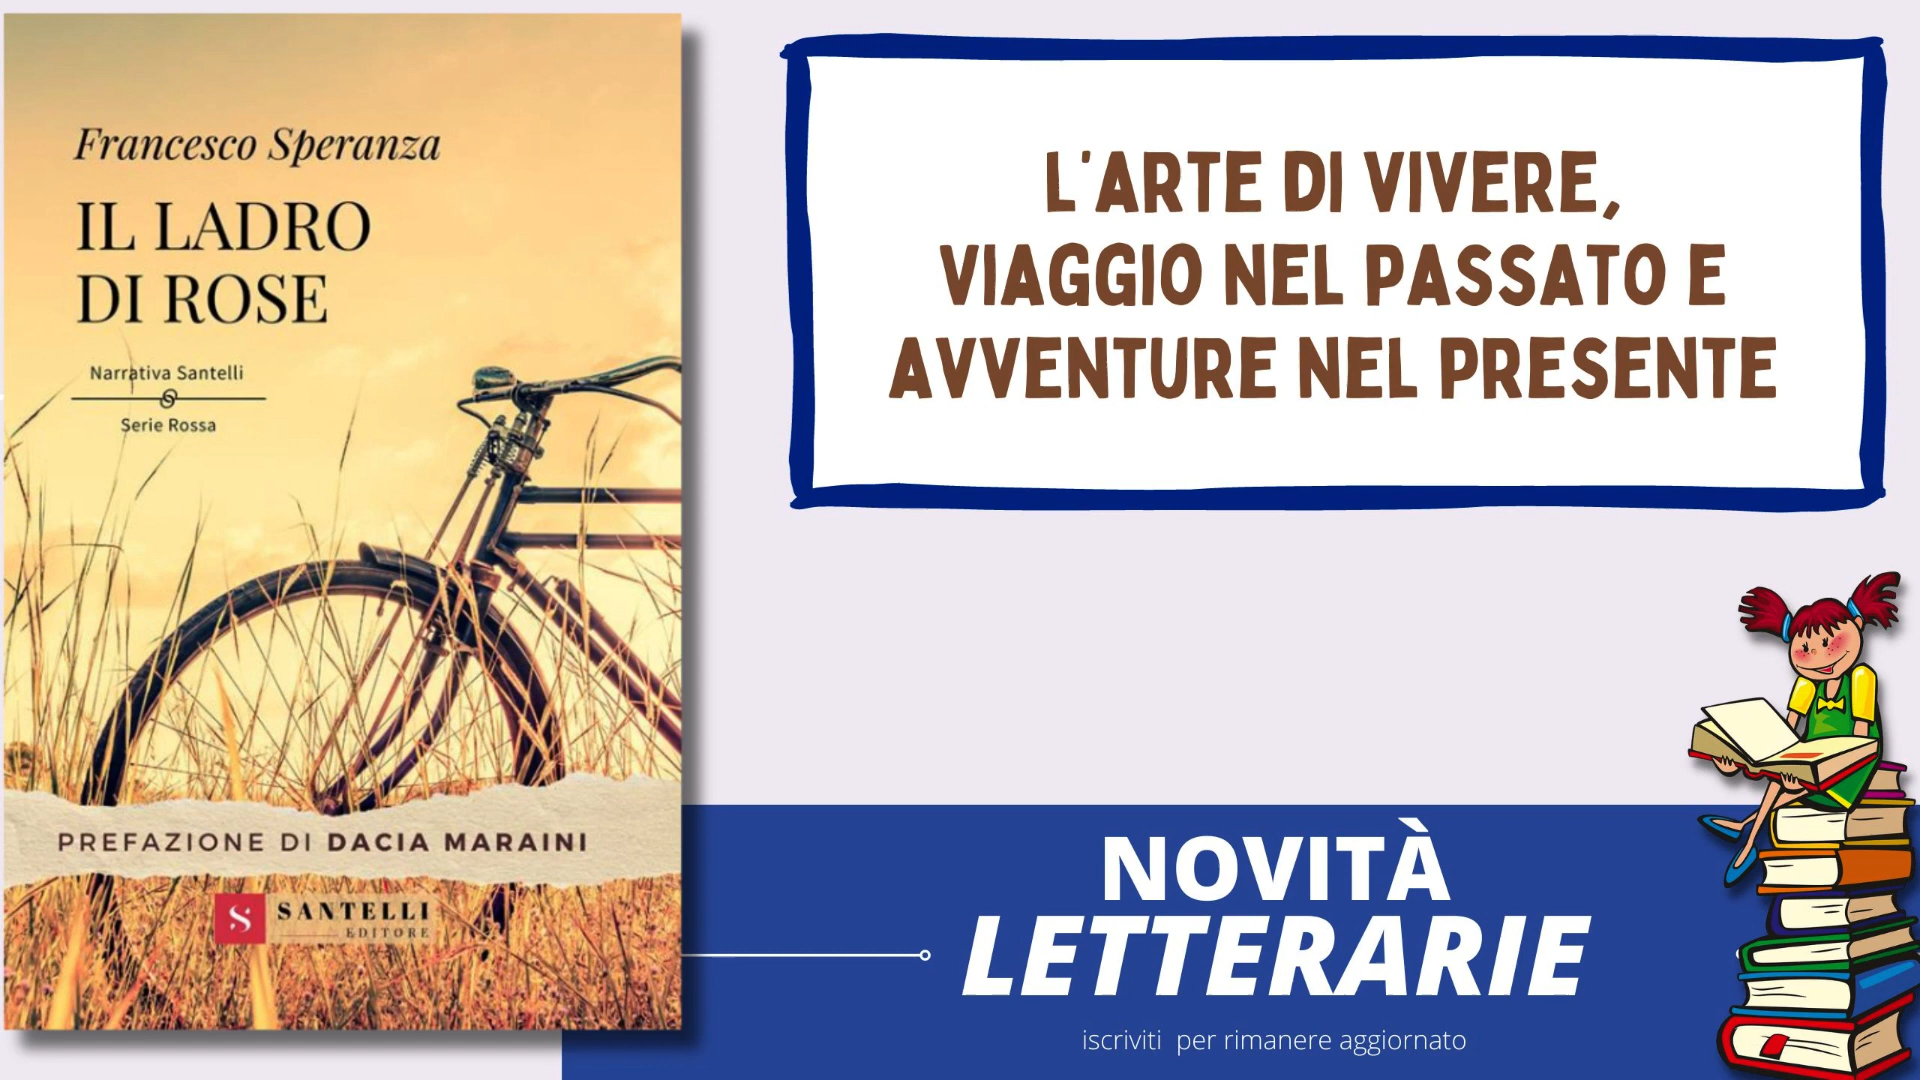 Francesco Speranza
IL LADRO
DI ROSE
Narrativa Santelli
Serie Rossa
PREFAZIONE DI DACIA MARAINI
S SANTELLI
EDITORE
L'ARTE DI VIVERE,
VIAGGIO NEL PASSATO E
AVVENTURE NEL PRESENTE
NOVITÀ
LETTERARIE
iscriviti per rimanere aggiornato